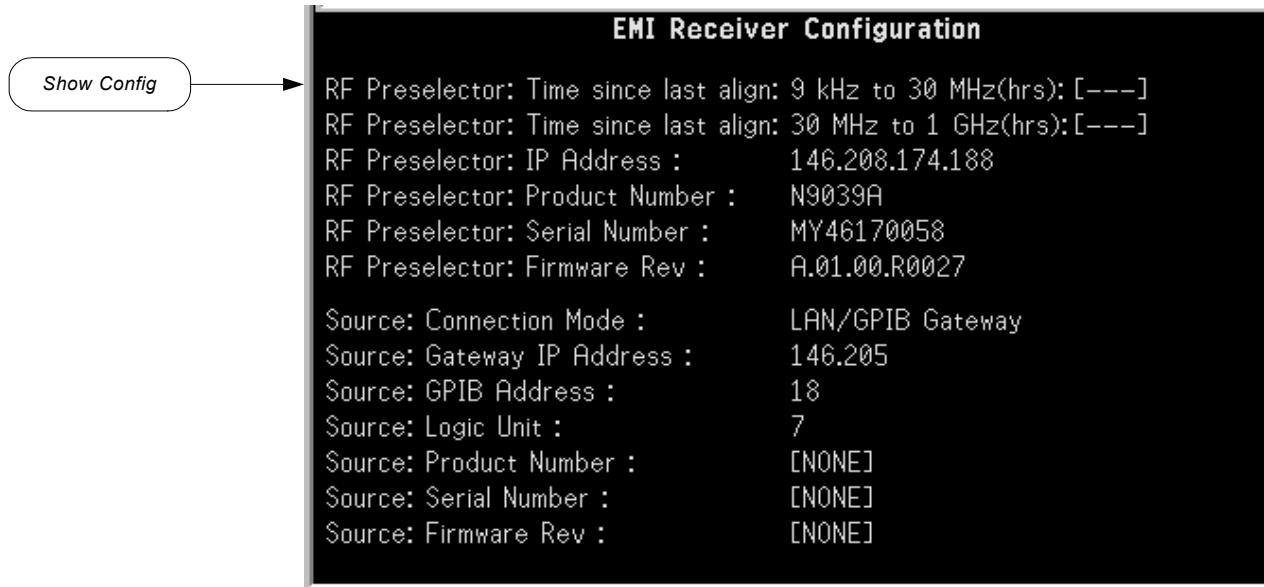 EMI Receiver Configuration
Show Config
RF Preselector: Time since last align: 9 kHz to 30 MHz(hrs): [---]
RF Preselector: Time since last align: 30 MHz to 1 GHz(hrs):[---]
RF Preselector: IP Address : 146.208.174.188
RF Preselector: Product Number : N9039A
RF Preselector: Serial Number : MY46170058
RF Preselector: Firmware Rev : A.01.00.R0027
Source: Connection Mode : LAN/GPIB Gateway
Source: Gateway IP Address : 146.205
Source: GPIB Address : 18
Source: Logic Unit : 7
Source: Product Number : [NONE]
Source: Serial Number : [NONE]
Source: Firmware Rev : [NONE]